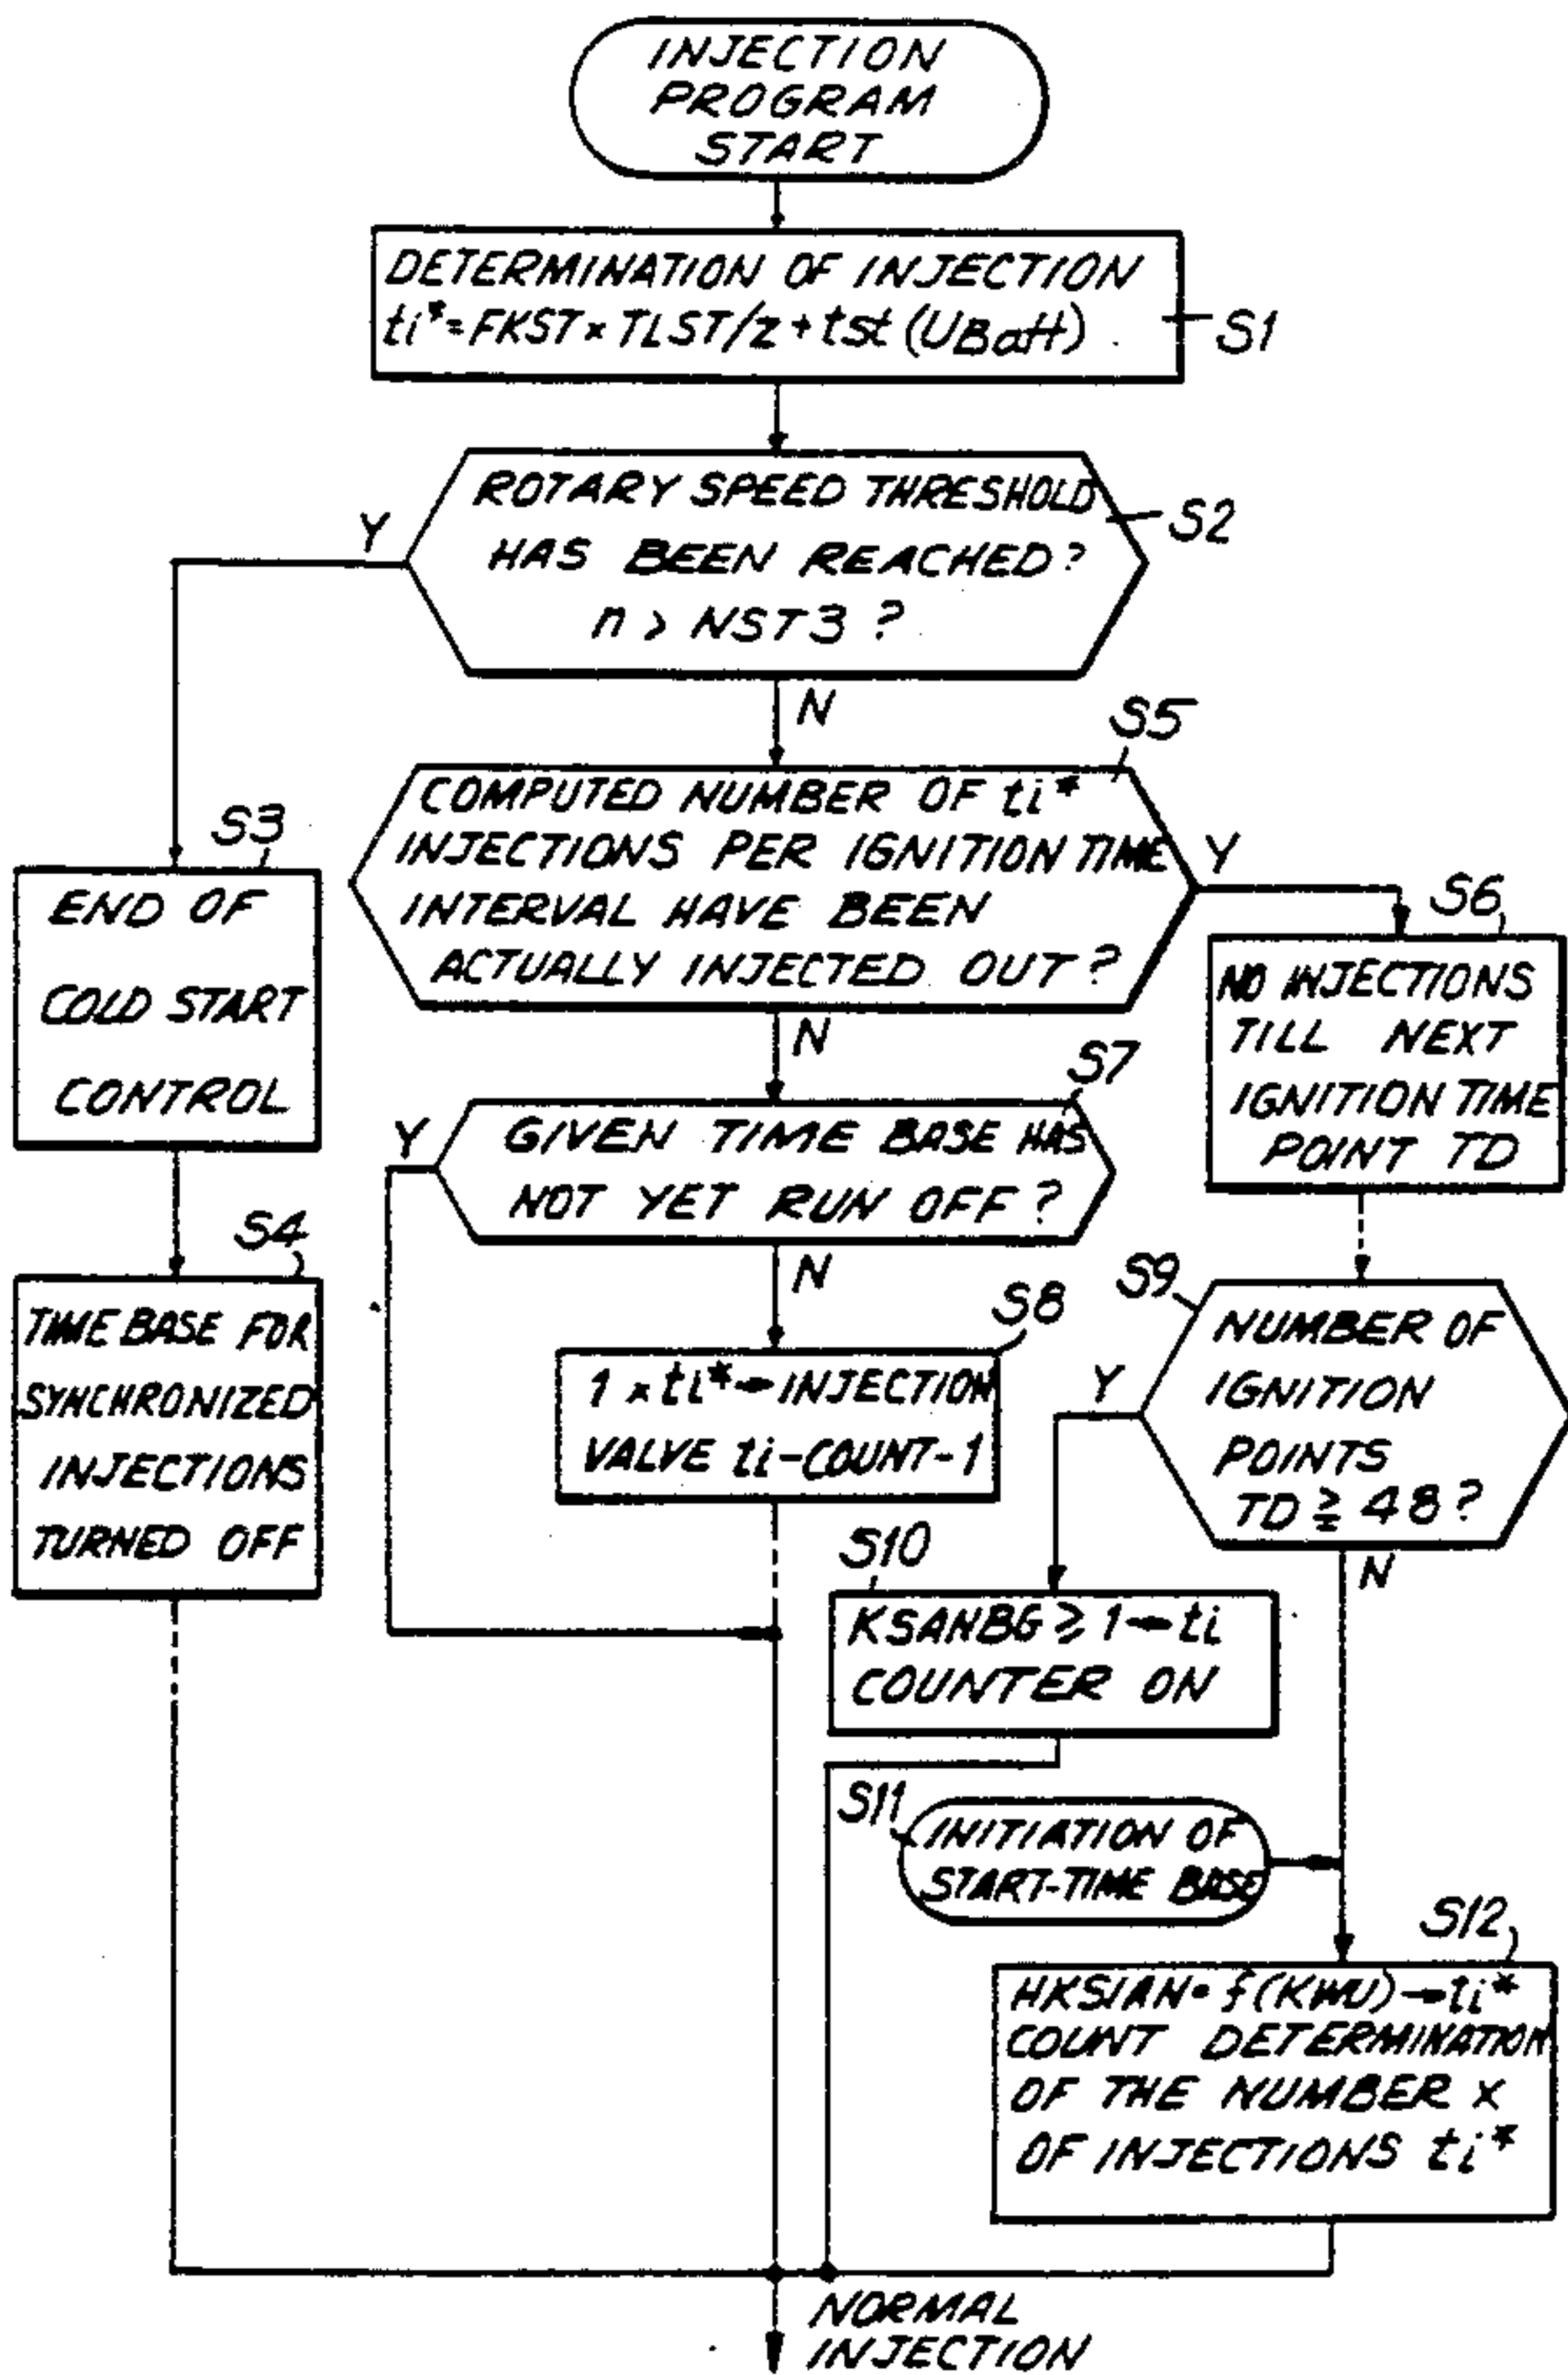 INJECTION
PROGRAM
START
DETERMINATION OF INJECTION
ti*=FKST×TLST/z+tst(UBatt)
S1
ROTARY SPEED THRESHOLD
HAS BEEN REACHED?
n > NST3 ?
S2
Y
N
S5
COMPUTED NUMBER OF ti*
INJECTIONS PER IGNITION TIME
INTERVAL HAVE BEEN
ACTUALLY INJECTED OUT?
Y
N
S3
END OF
COLD START
CONTROL
S6
NO INJECTIONS
TILL NEXT
IGNITION TIME
POINT TD
S7
GIVEN TIME BASE HAS
NOT YET RUN OFF?
Y
N
S4
TIME BASE FOR
SYNCHRONIZED
INJECTIONS
TURNED OFF
S8
1 × ti*→INJECTION
VALVE ti-COUNT-1
S9
NUMBER OF
IGNITION
POINTS
TD ≧ 48?
Y
N
S10
KSANBG ≥ 1→ti
COUNTER ON
S11
INITIATION OF
START-TIME BASE
S12
COUNT DETERMINATION
OF THE NUMBER X
OF INJECTIONS ti*
NORMAL
INJECTION